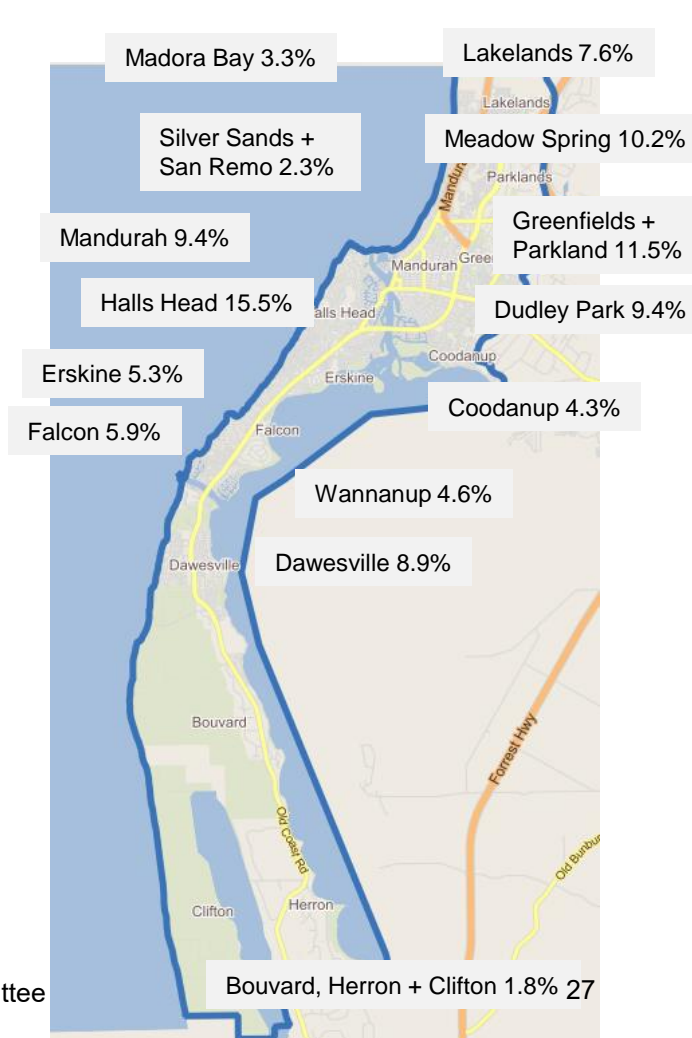 Madora Bay 3.3%
Lakelands 7.6%
Lakelands
Silver Sands +
San Remo 2.3%
Meadow Spring 10.2%
Parklands
Greenfields +
Parkland 11.5%
Mandurah 9.4%
Mandurah
Halls Head 15.5%
alls Head
Dudley Park 9.4%
Coodanup
Erskine 5.3%
Erskine
Coodanup 4.3%
Falcon 5.9%
Falcon
Wannanup 4.6%
Dawesville 8.9%
Dawesville
Bouvard
Forrest Hwy
Old Coast Rd
Old Bunbu
Clifton
Herron
Bouvard, Herron + Clifton 1.8% 27
ttee